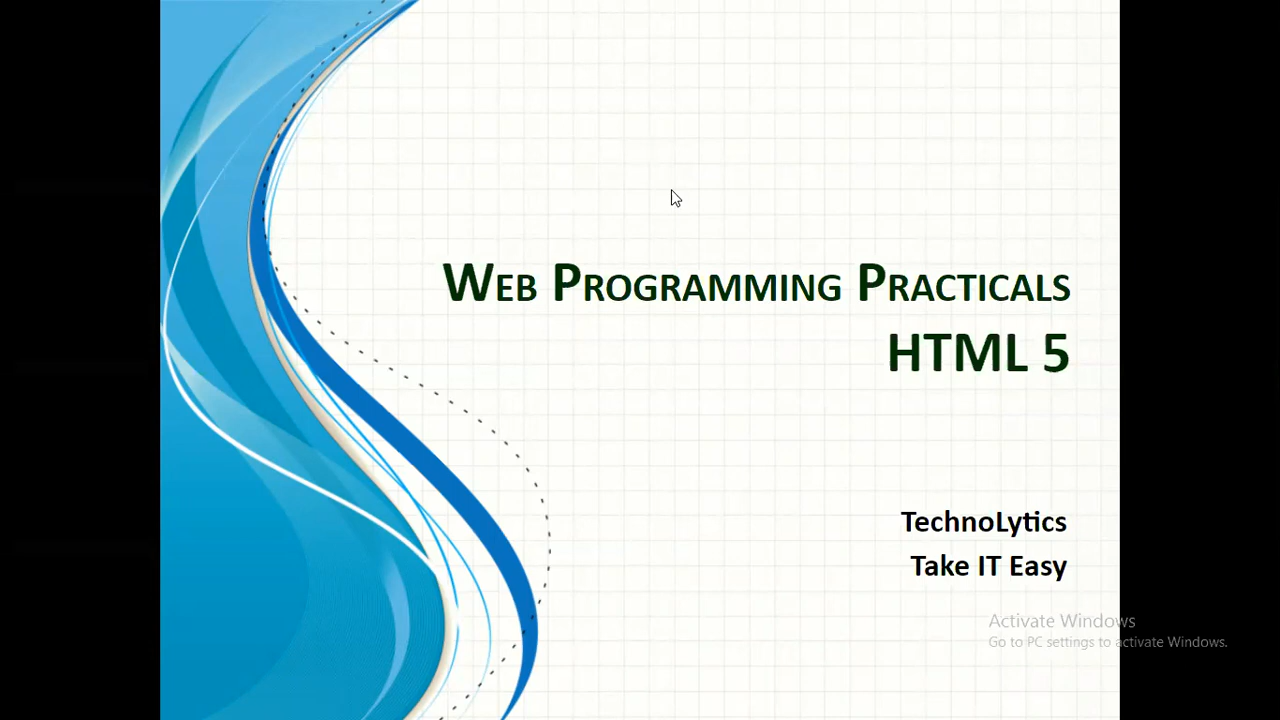 Web Programming Practicals
HTML 5
TechnoLytics
Take IT Easy
Activate Windows
Go to PC settings to activate Windows.